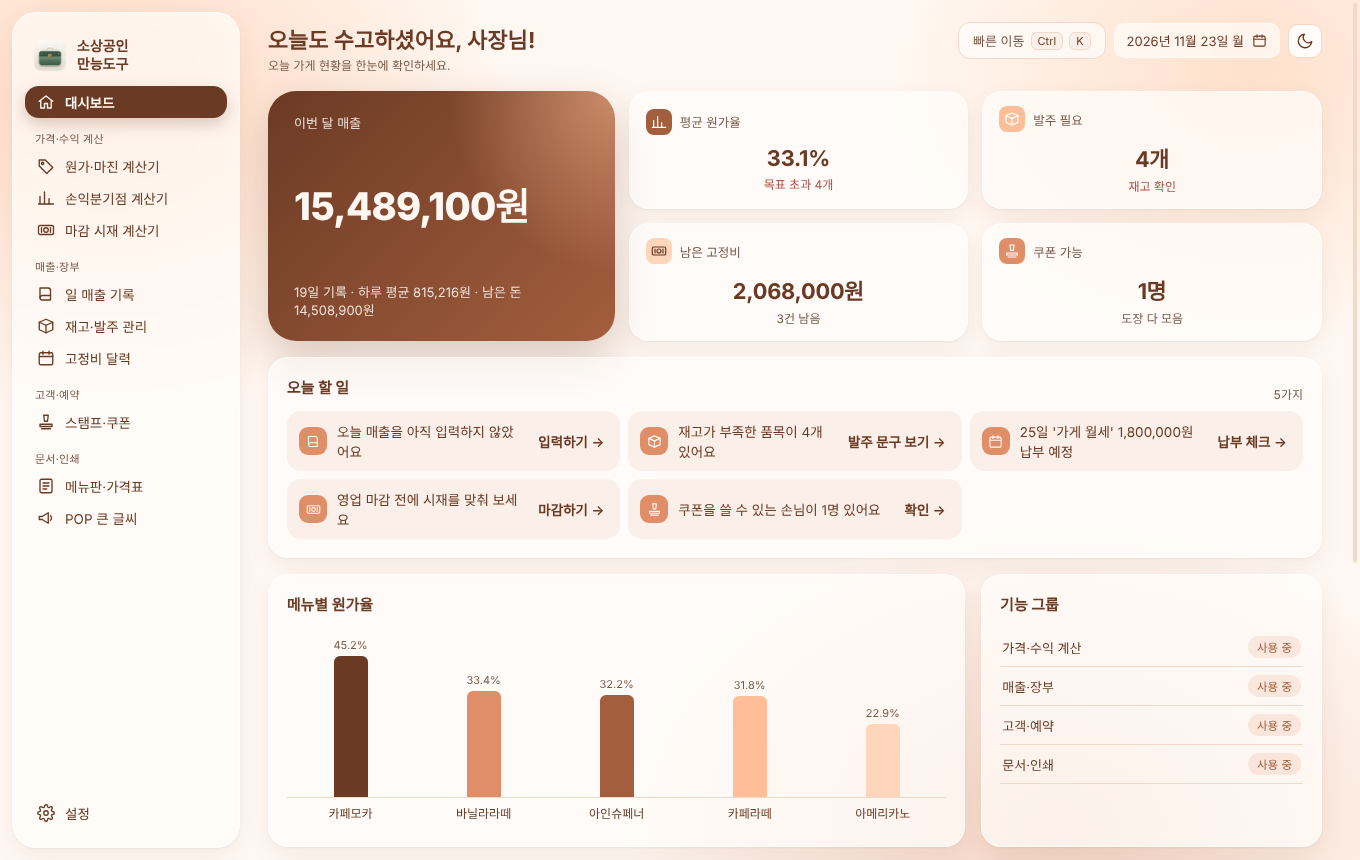 소상공인
만능도구
대시보드
가격·수익 계산
원가·마진 계산기
손익분기점 계산기
마감 시재 계산기
매출·장부
일 매출 기록
재고·발주 관리
고정비 달력
고객·예약
스탬프·쿠폰
문서·인쇄
메뉴판·가격표
POP 큰 글씨
설정
오늘도 수고하셨어요, 사장님!
오늘 가게 현황을 한눈에 확인하세요.
빠른 이동 Ctrl K
2026년 11월 23일 월
이번 달 매출
15,489,100원
19일 기록 · 하루 평균 815,216원 · 남은 돈
14,508,900원
평균 원가율
33.1%
목표 초과 4개
발주 필요
4개
재고 확인
남은 고정비
2,068,000원
3건 남음
쿠폰 가능
1명
도장 다 모음
오늘 할 일
5가지
오늘 매출을 아직 입력하지 않았
어요
입력하기 →
재고가 부족한 품목이 4개
있어요
발주 문구 보기 →
25일 '가게 월세' 1,800,000원
납부 예정
납부 체크 →
영업 마감 전에 시재를 맞춰 보세
요
마감하기 →
쿠폰을 쓸 수 있는 손님이 1명 있어요
확인 →
메뉴별 원가율
45.2%
33.4%
32.2%
31.8%
22.9%
카페모카
바닐라라떼
아인슈페너
카페라떼
아메리카노
기능 그룹
가격·수익 계산 사용 중
매출·장부 사용 중
고객·예약 사용 중
문서·인쇄 사용 중